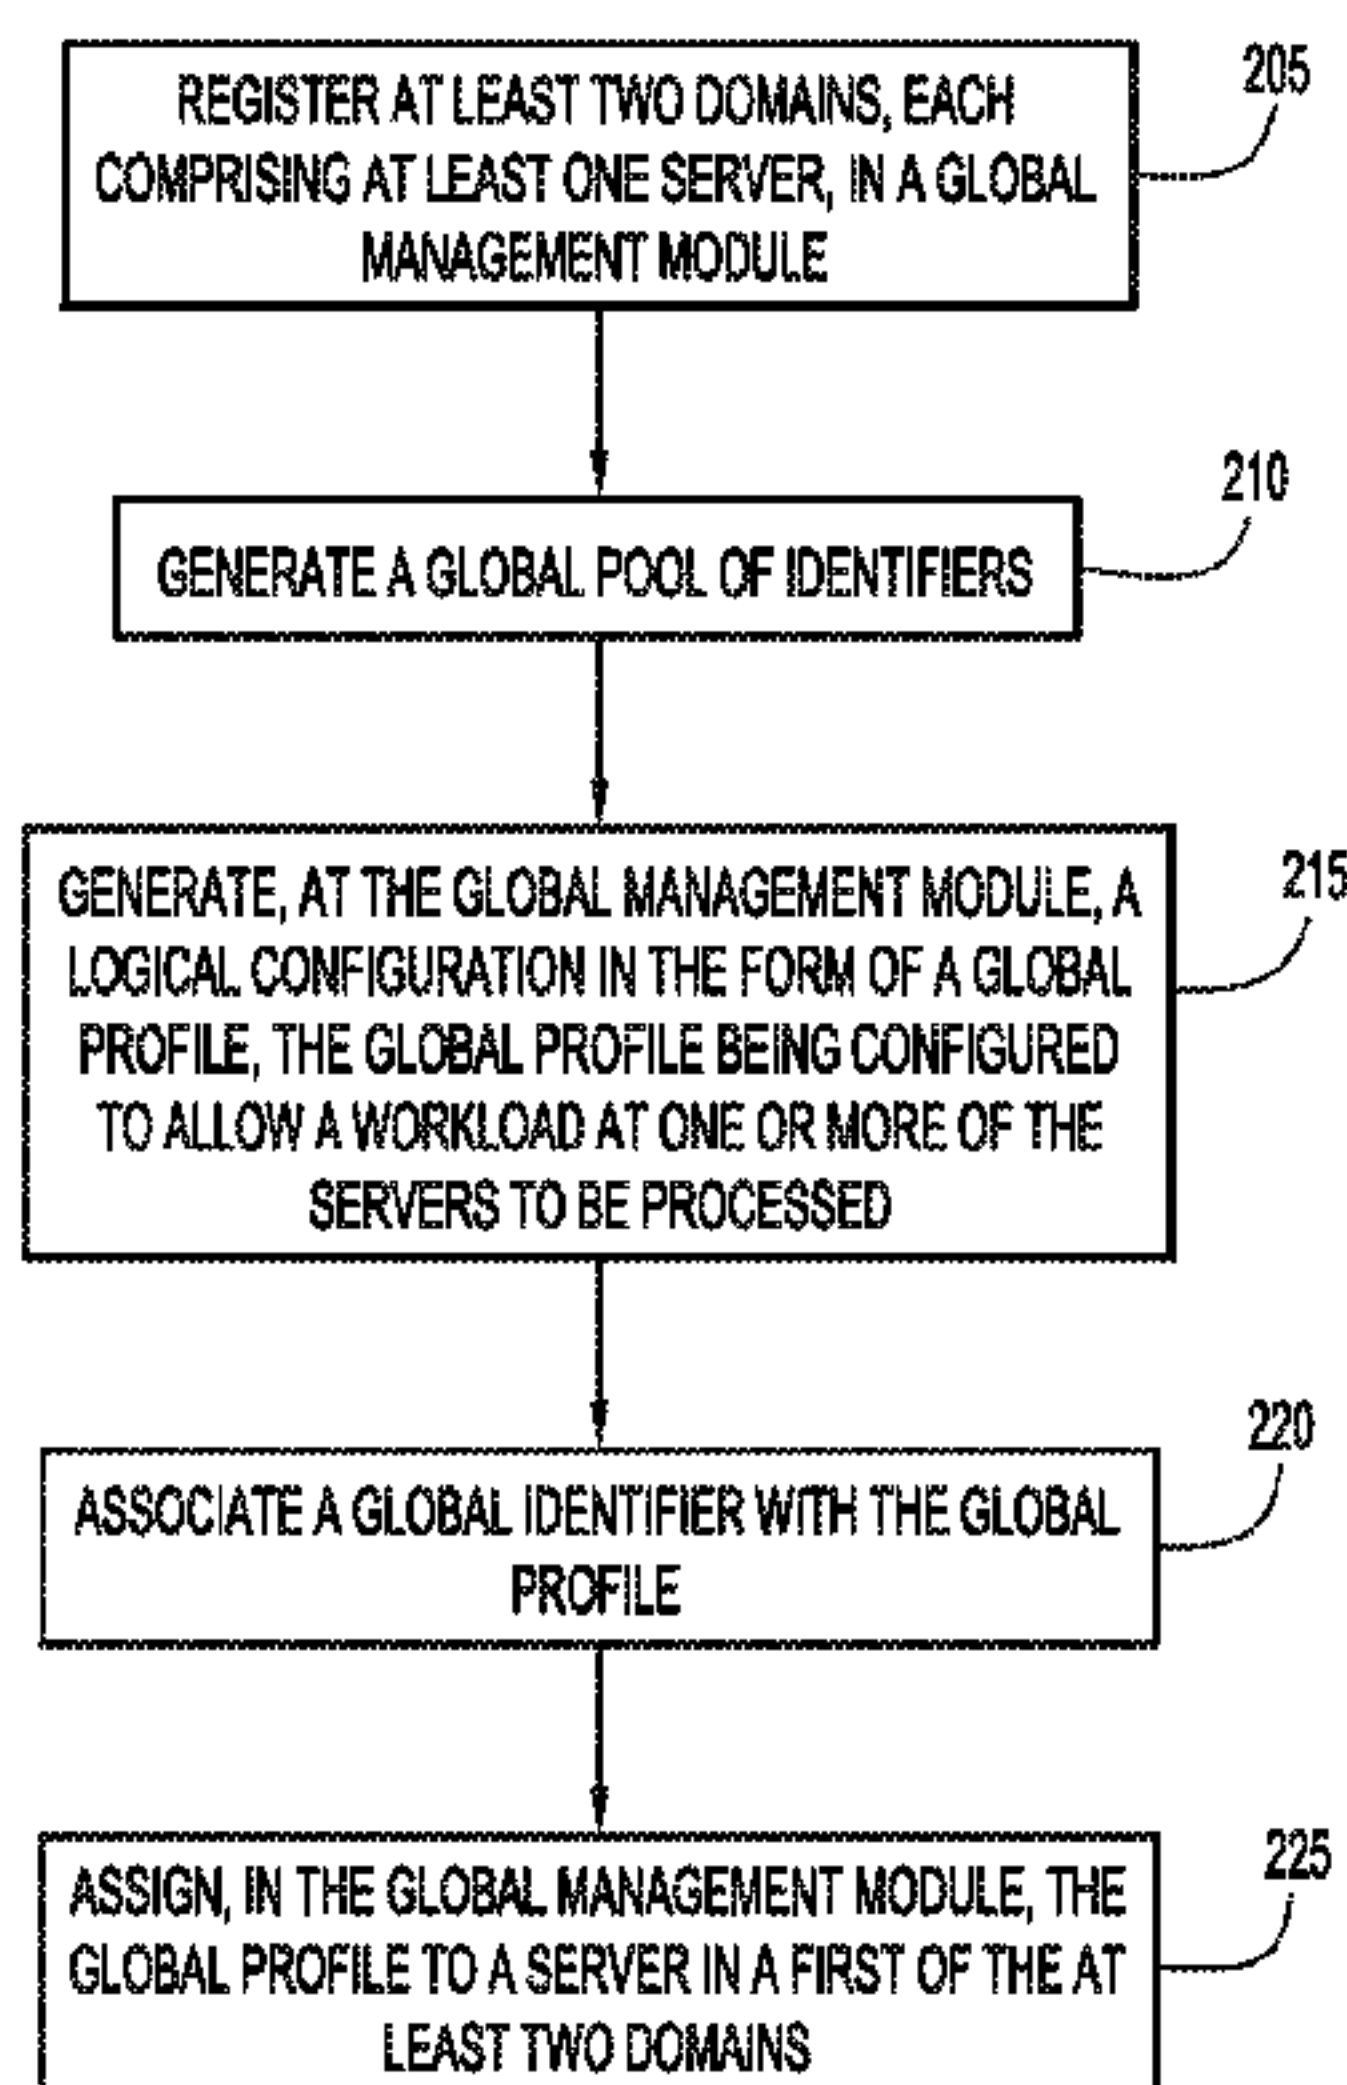 REGISTER AT LEAST TWO DOMAINS, EACH
COMPRISING AT LEAST ONE SERVER, IN A GLOBAL
MANAGEMENT MODULE
205
GENERATE A GLOBAL POOL OF IDENTIFIERS
210
GENERATE, AT THE GLOBAL MANAGEMENT MODULE, A
LOGICAL CONFIGURATION IN THE FORM OF A GLOBAL
PROFILE, THE GLOBAL PROFILE BEING CONFIGURED
TO ALLOW A WORKLOAD AT ONE OR MORE OF THE
SERVERS TO BE PROCESSED
215
ASSOCIATE A GLOBAL IDENTIFIER WITH THE GLOBAL
PROFILE
220
ASSIGN, IN THE GLOBAL MANAGEMENT MODULE, THE
GLOBAL PROFILE TO A SERVER IN A FIRST OF THE AT
LEAST TWO DOMAINS
225